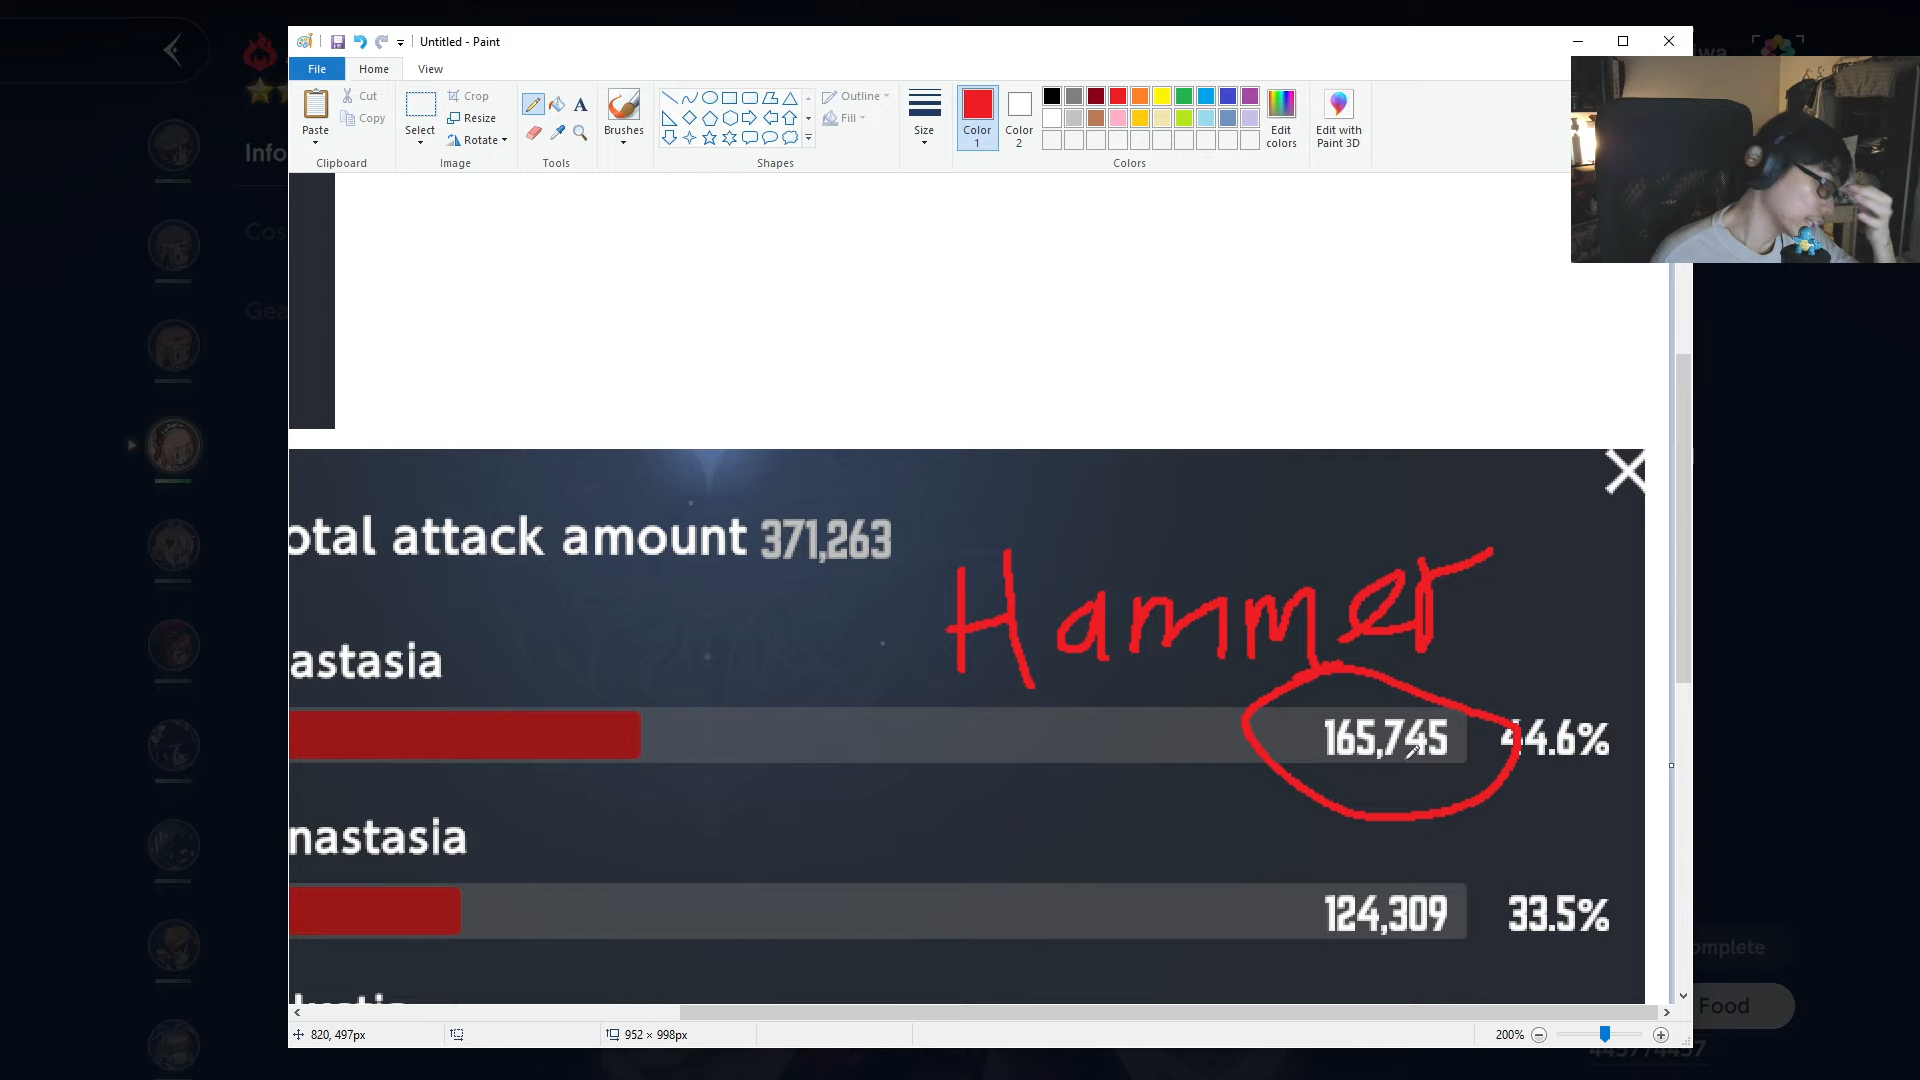 Untitled - Paint
File Home View
Paste
Cut
Copy
Clipboard
Select
Crop
Resize
Rotate
Image
A
Tools
Brushes
Shapes
Outline
Fill
Size
Color 1
Color 2
Edit colors
Colors
Edit with Paint 3D
Info
Cos
Gea
otal attack amount 371,263
Hammer
astasia
165,745 44.6%
nastasia
124,309 33.5%
omplete
Food
820, 497px
952 × 998px
200%